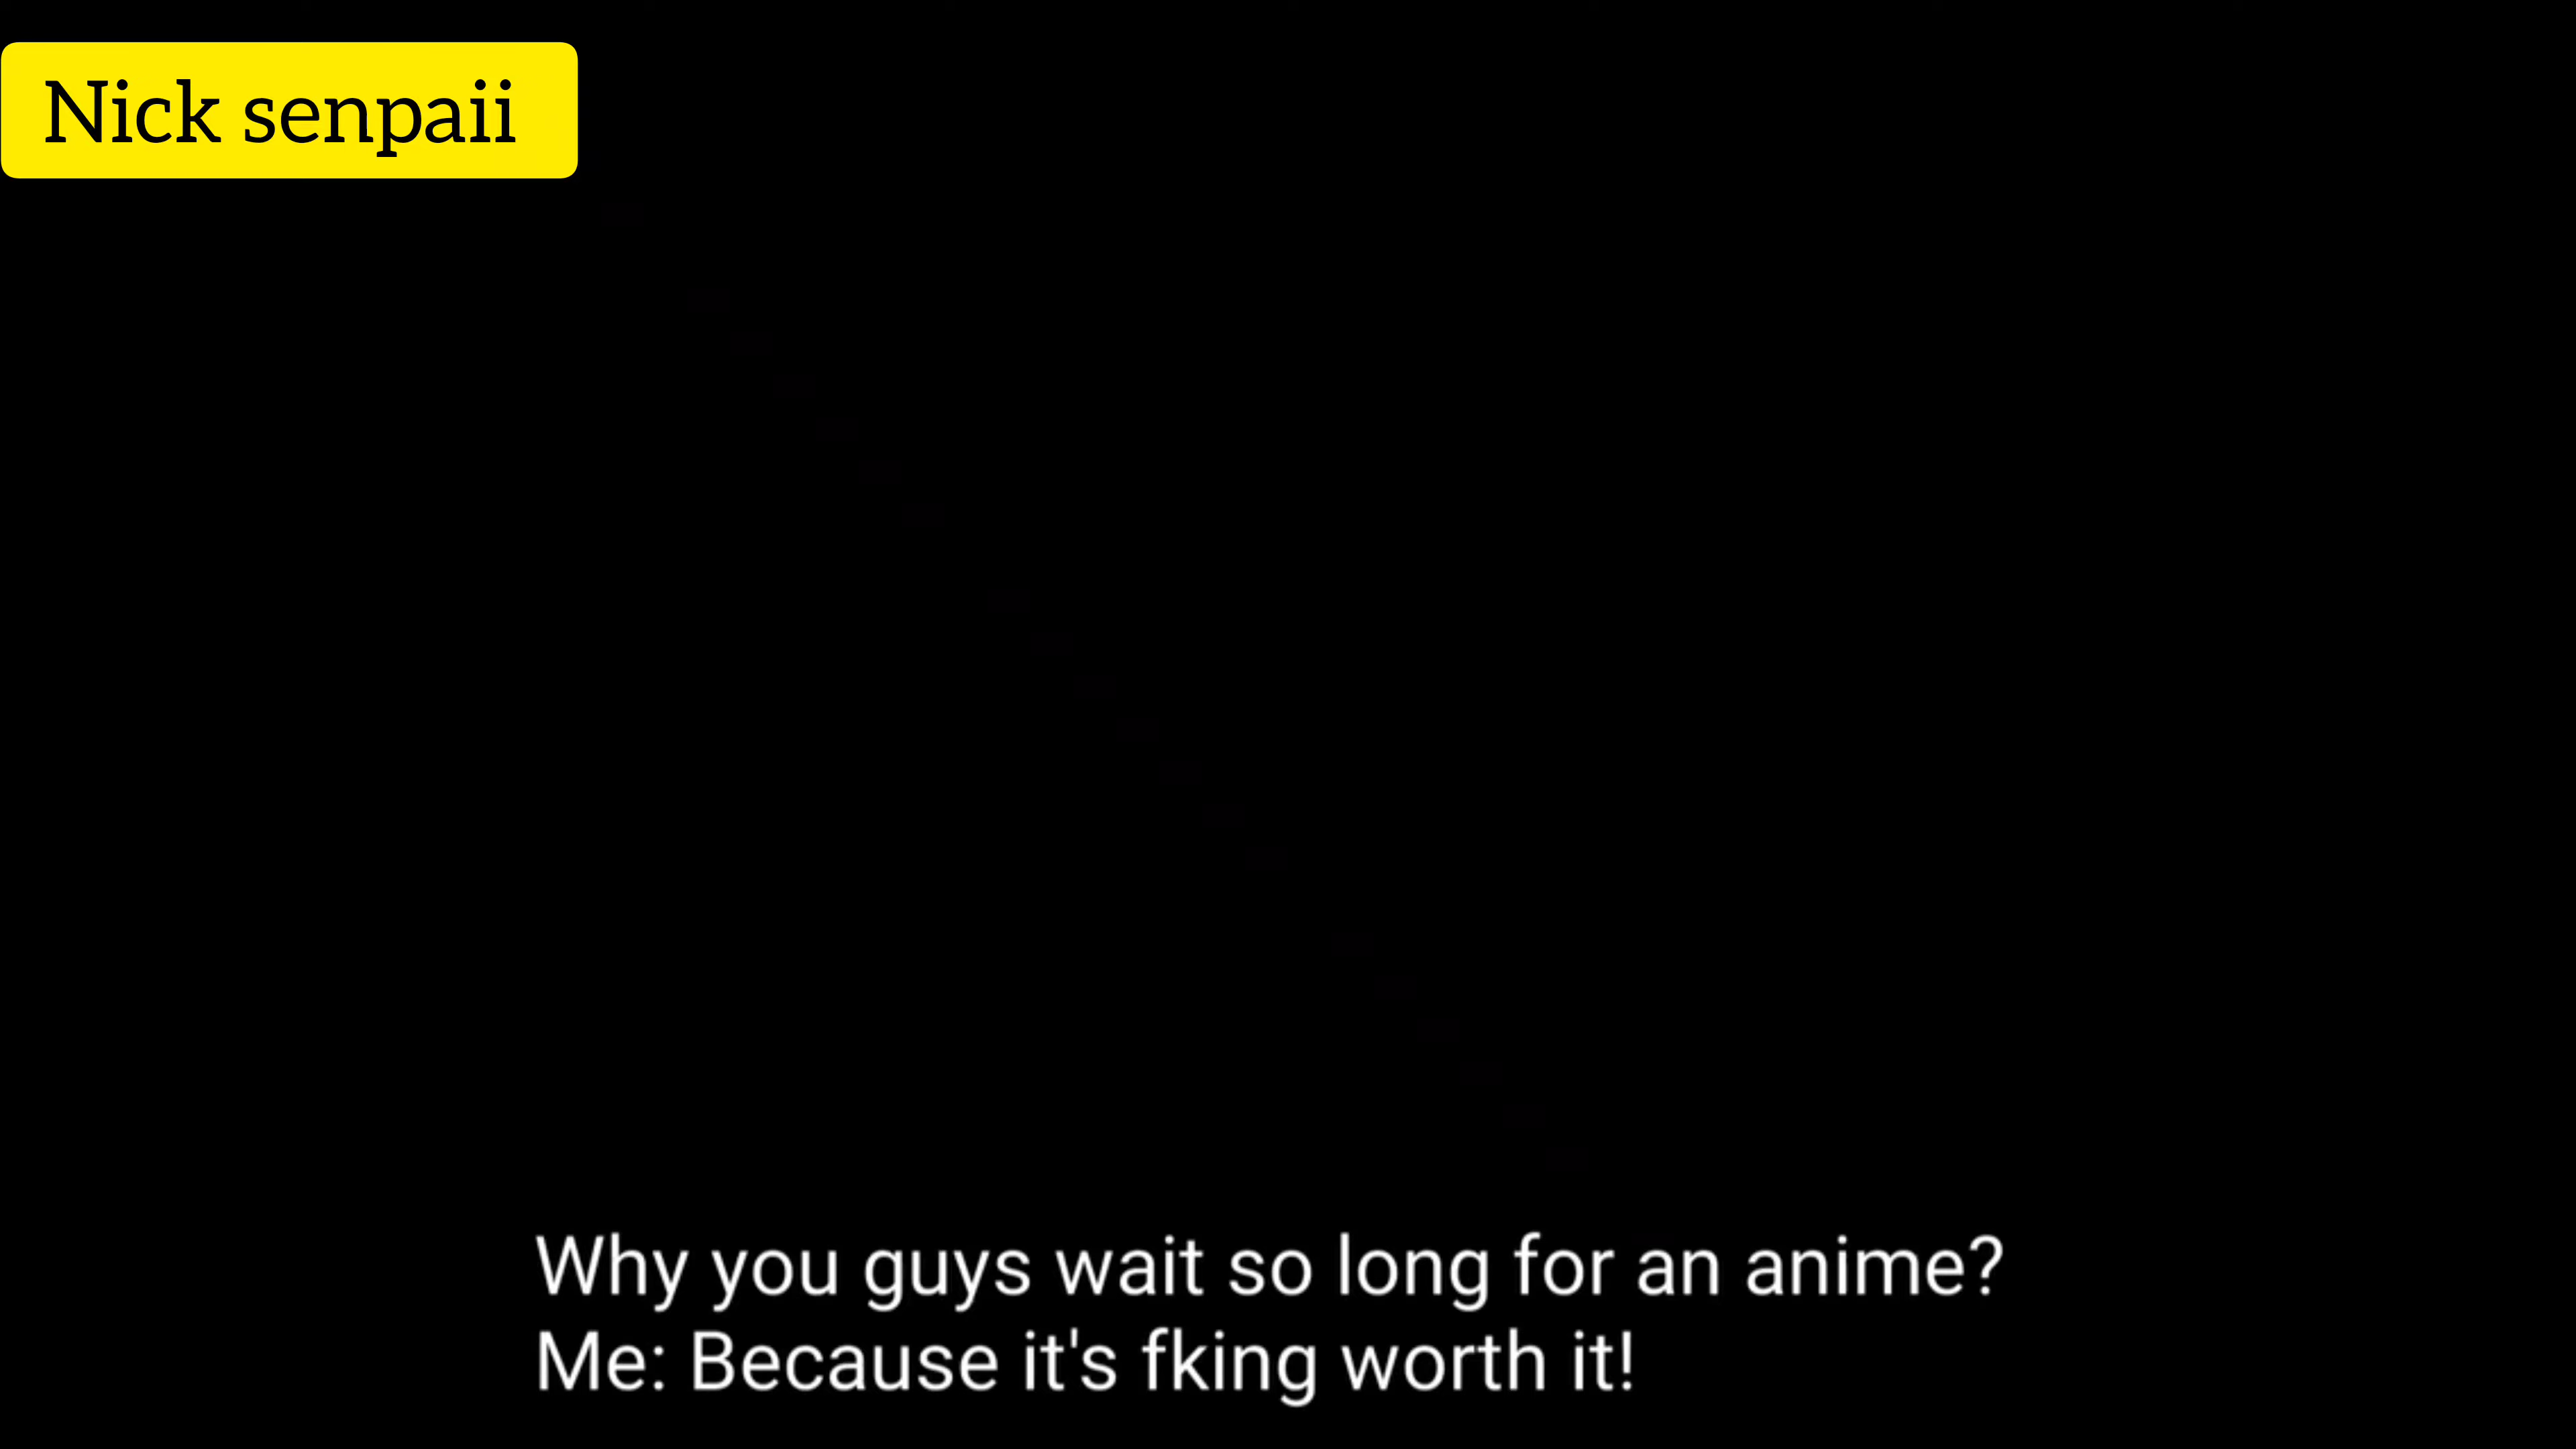 Nick senpaii
Why you guys wait so long for an anime?
Me: Because it's fking worth it!